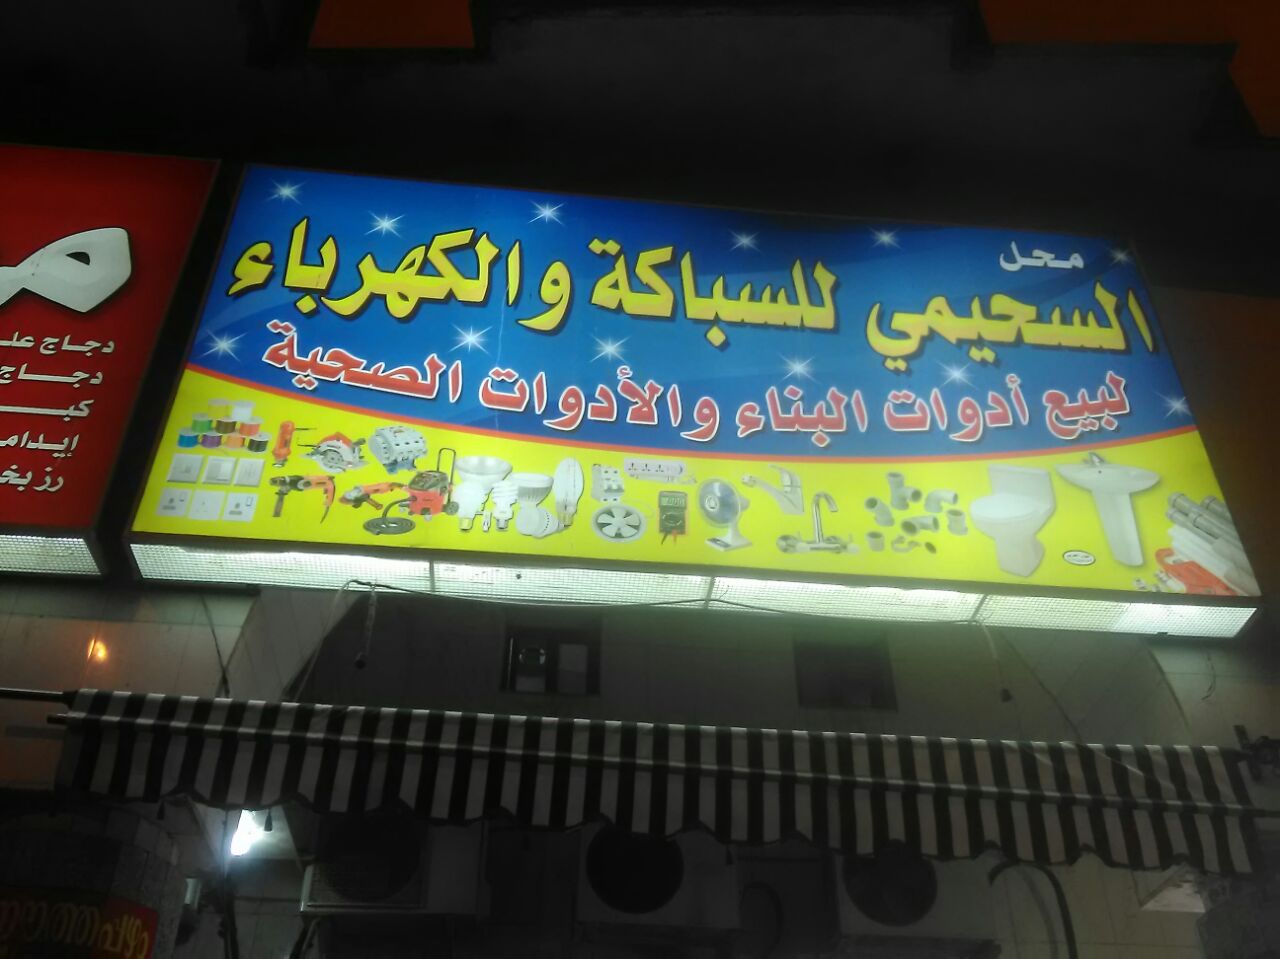 محل
السحيمي للسباكة والكهرباء
لبيع أدوات البناء والأدوات الصحية
دجاج
دجاج
رز